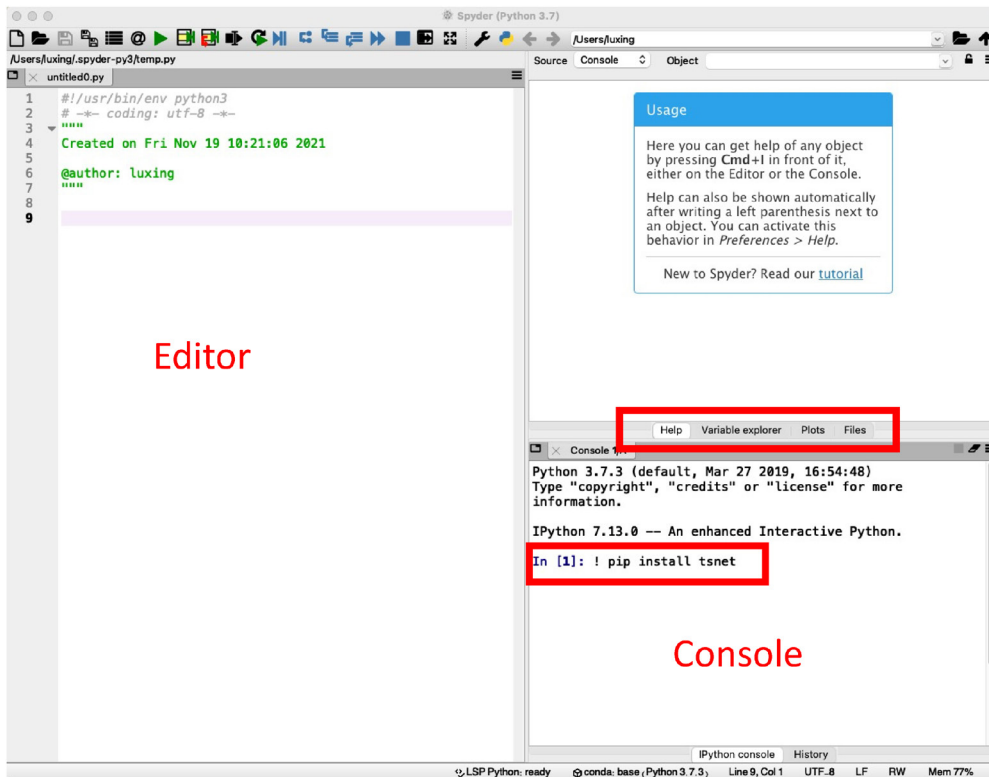 Spyder (Python 3.7)
/Users/luxing
/Users/luxing/.spyder-py3/temp.py
untitled0.py
1 #!/usr/bin/env python3
2 # -*- coding: utf-8 -*-
3 """
4 Created on Fri Nov 19 10:21:06 2021
5
6 @author: luxing
7 """
8
9
Editor
Source Console Object
Usage
Here you can get help of any object
by pressing Cmd+I in front of it,
either on the Editor or the Console.
Help can also be shown automatically
after writing a left parenthesis next to
an object. You can activate this
behavior in Preferences > Help.
New to Spyder? Read our tutorial
Help Variable explorer Plots Files
Console 1/A
Python 3.7.3 (default, Mar 27 2019, 16:54:48)
Type "copyright", "credits" or "license" for more
information.
IPython 7.13.0 -- An enhanced Interactive Python.
In [1]: ! pip install tsnet
Console
IPython console History
LSP Python: ready conda: base (Python 3.7.3) Line 9, Col 1 UTF-8 LF RW Mem 77%